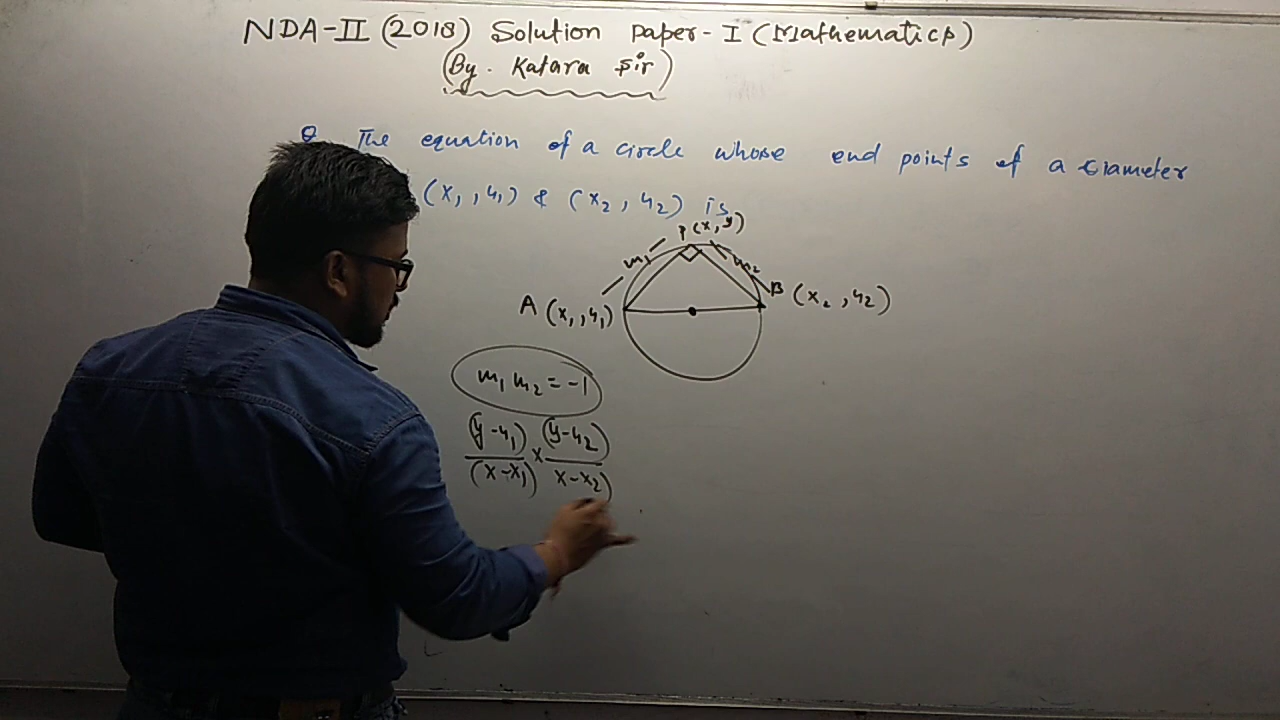 NDA-II (2018) Solution Paper-I (Mathematics)
(By. Katara Sir)
Q The equation of a circle whose end points of a Diameter
(x₁, y₁) & (x₂, y₂) is
P(x, y)
m₁ m₂
A (x₁, y₁) B (x₂, y₂)
m₁ m₂ = -1
(y-y₁) × (y-y₂)
(x-x₁) x-x₂)